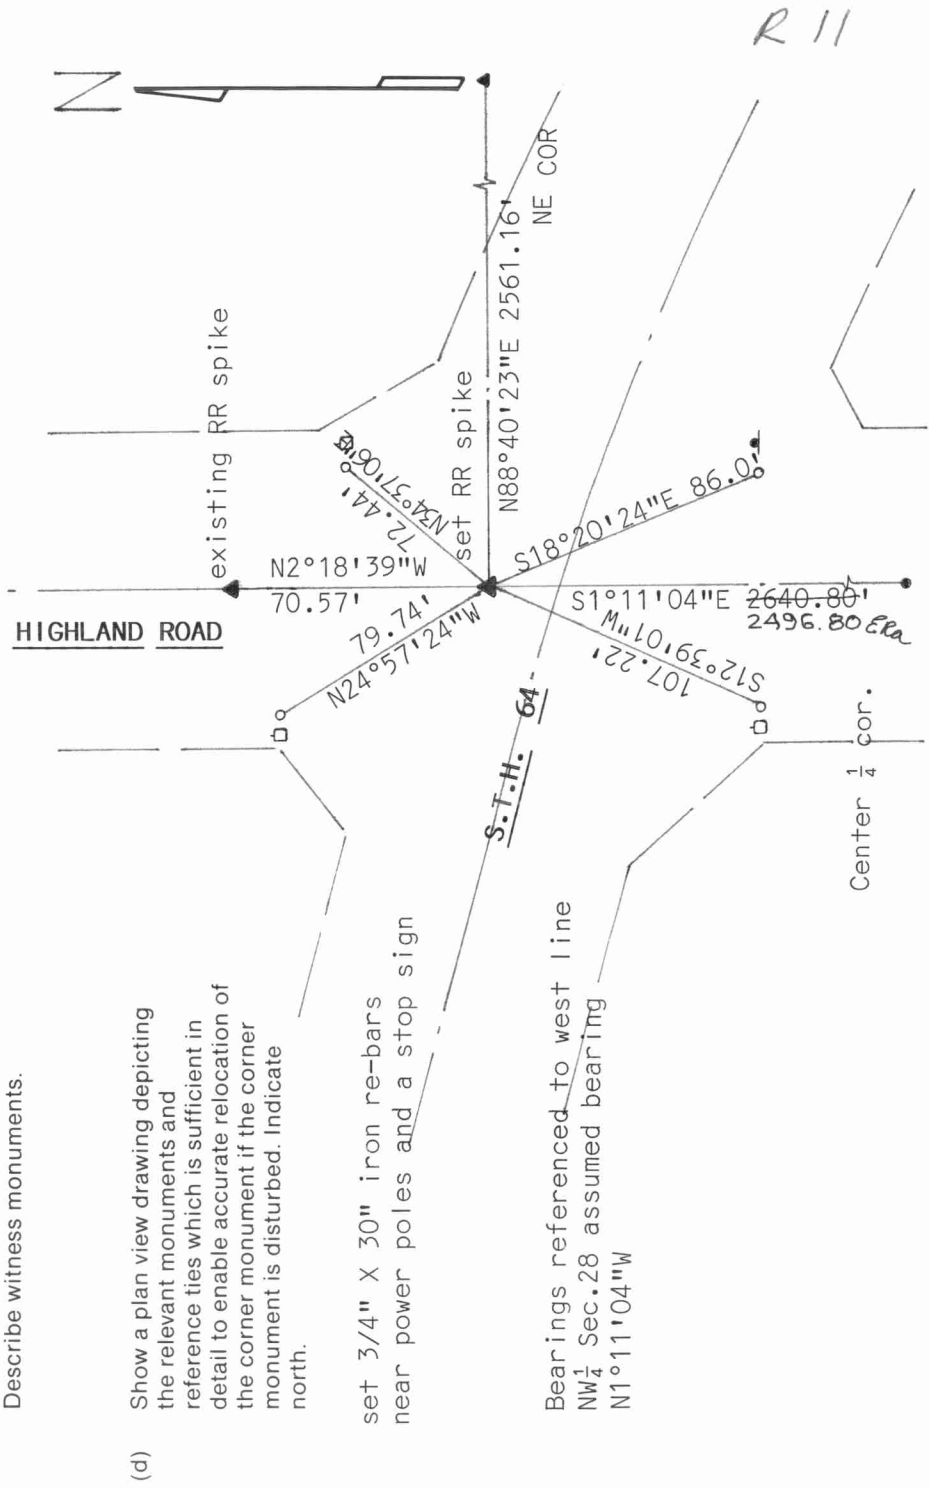 R 11
Describe witness monuments.
(d) Show a plan view drawing depicting
the relevant monuments and
reference ties which is sufficient in
detail to enable accurate relocation of
the corner monument if the corner
monument is disturbed. Indicate
north.
set 3/4" X 30" iron re-bars
near power poles and a stop sign
Bearings referenced to west line
NW¼ Sec.28 assumed bearing
N1°11'04"W
N
HIGHLAND ROAD
existing RR spike
N2°18'39"W
70.57'
79.74'
N24°57'24"W
72.44'
N34°37'06"E
set RR spike
N88°40'23"E 2561.16'
NE COR
S18°20'24"E 86.0'
S1°11'04"E 2640.80'
2496.80 ERa
S12°39'01"W
107.22'
S.T.H. 64
Center ¼ cor.